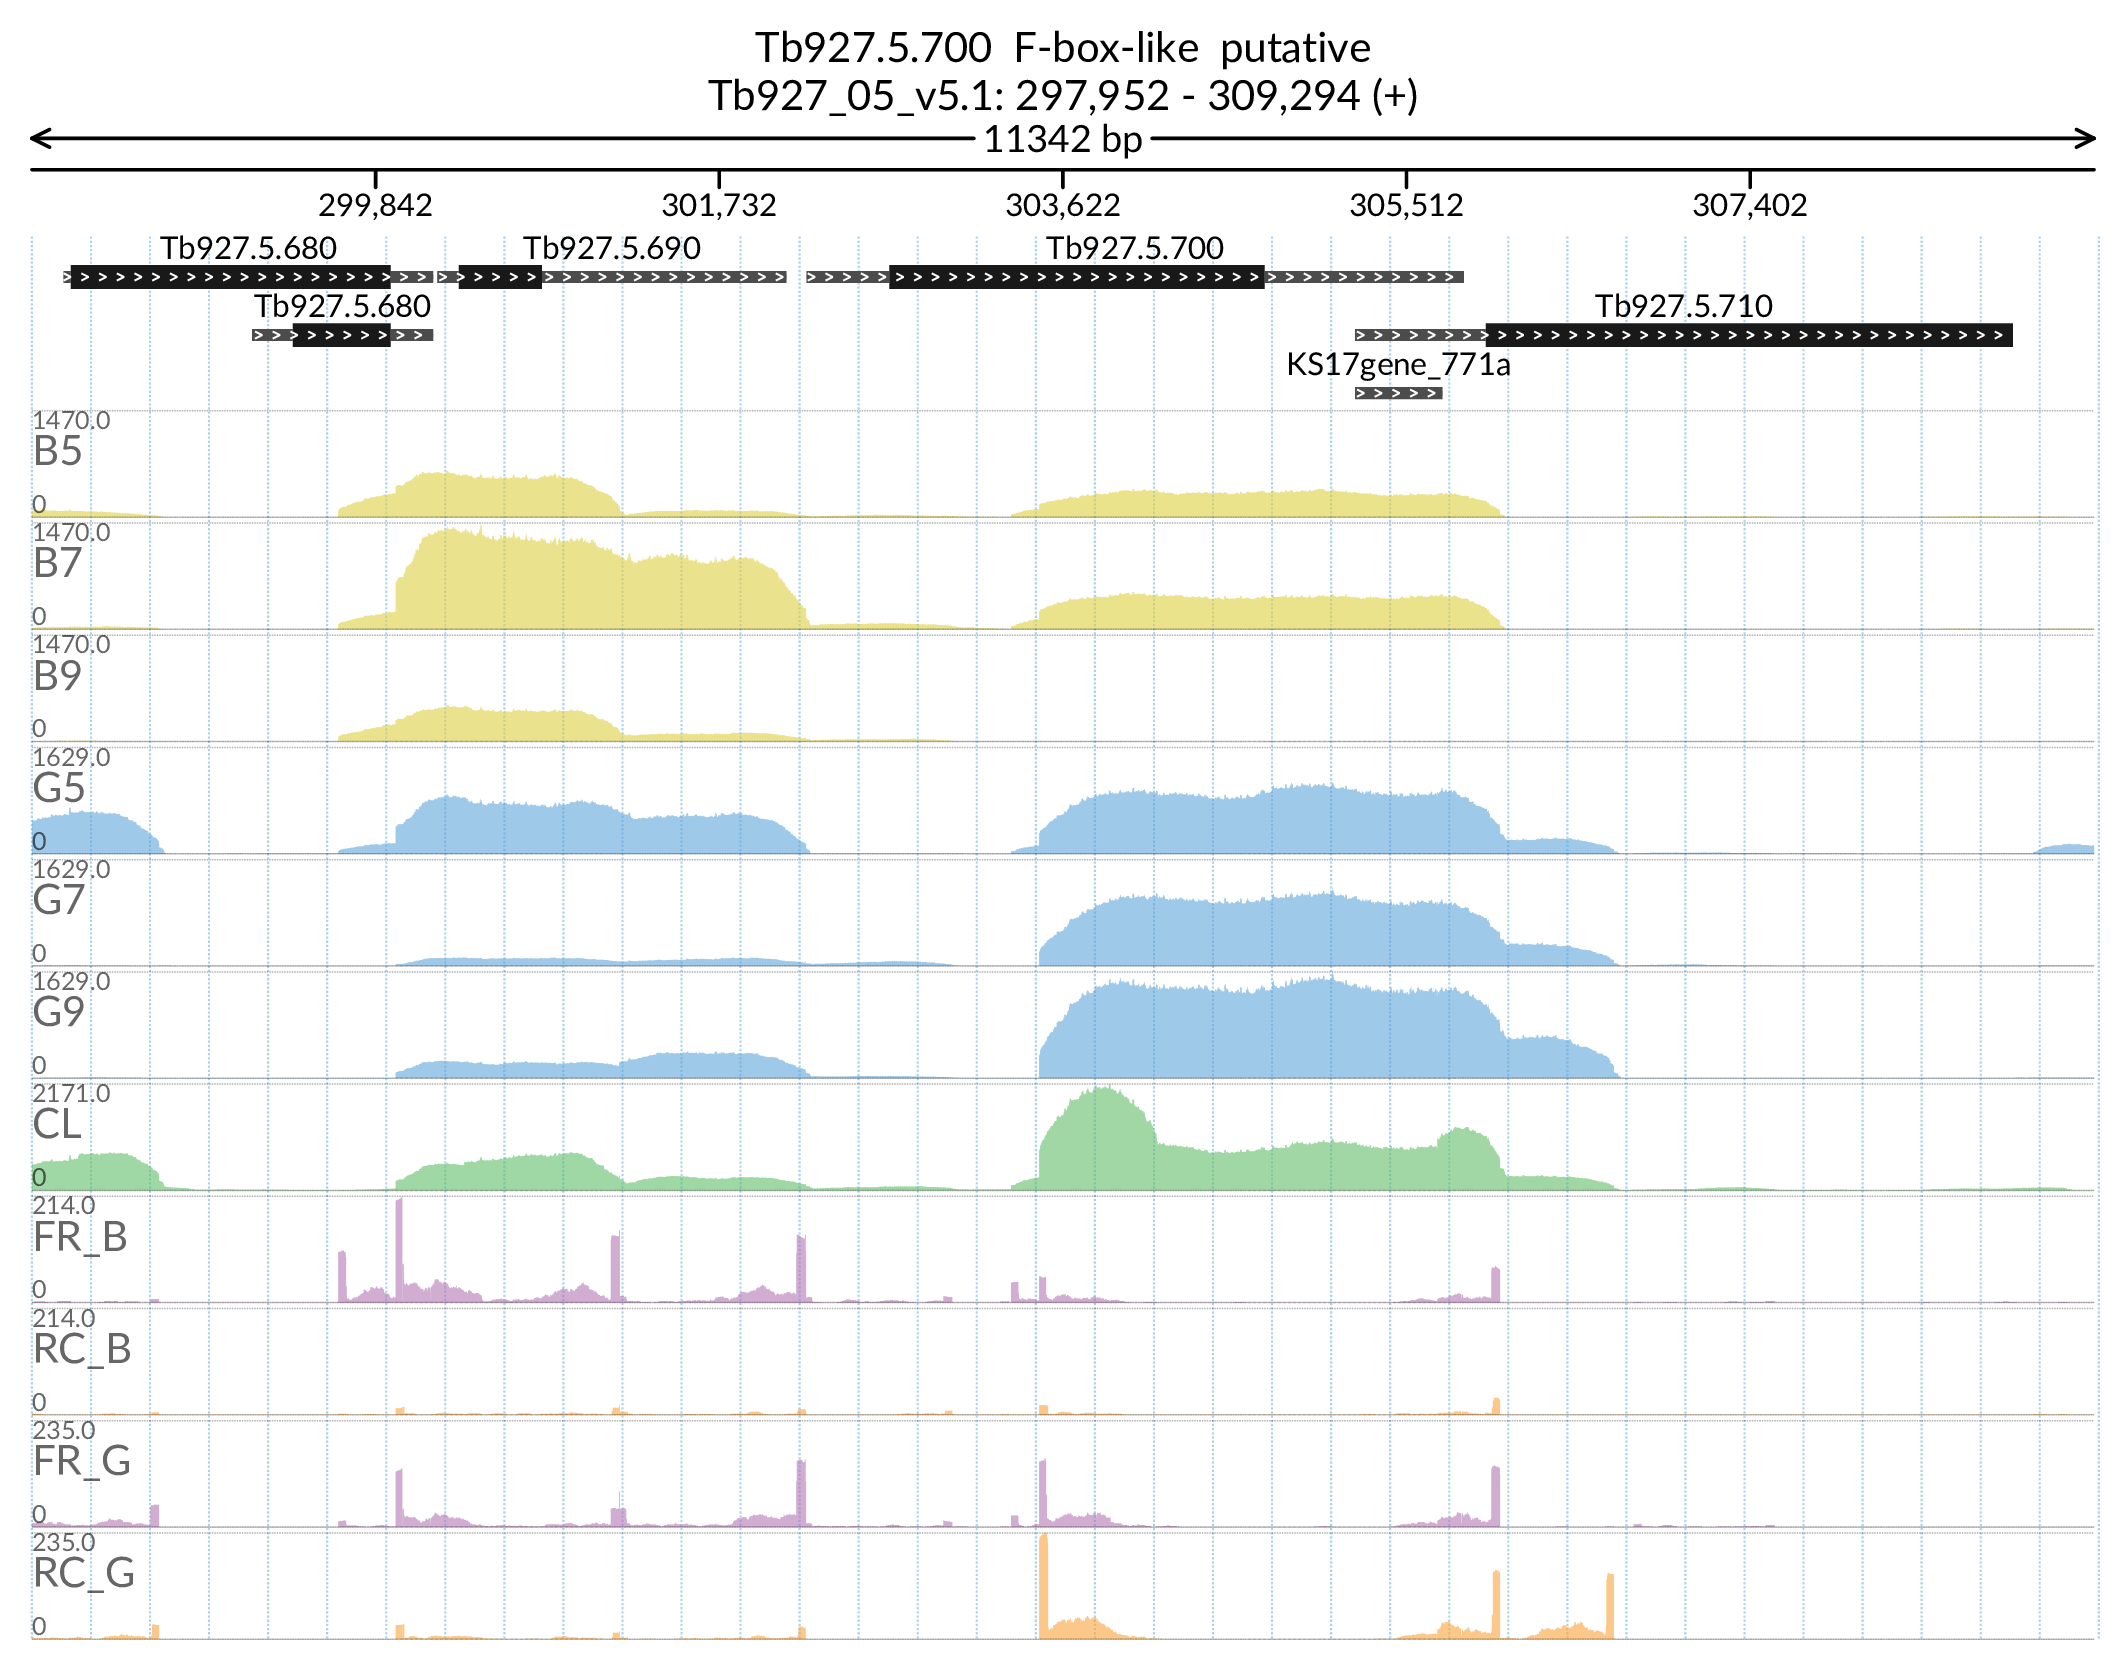 Tb927.5.700 F-box-like putative
Tb927_05_v5.1: 297,952 - 309,294 (+)
11342 bp
299,842 301,732 303,622 305,512 307,402
Tb927.5.680 Tb927.5.690 Tb927.5.700
Tb927.5.680 Tb927.5.710
KS17gene_771a
1470.0
B5
0
1470.0
B7
0
1470.0
B9
0
1629.0
G5
0
1629.0
G7
0
1629.0
G9
0
2171.0
CL
0
214.0
FR_B
0
214.0
RC_B
0
235.0
FR_G
0
235.0
RC_G
0